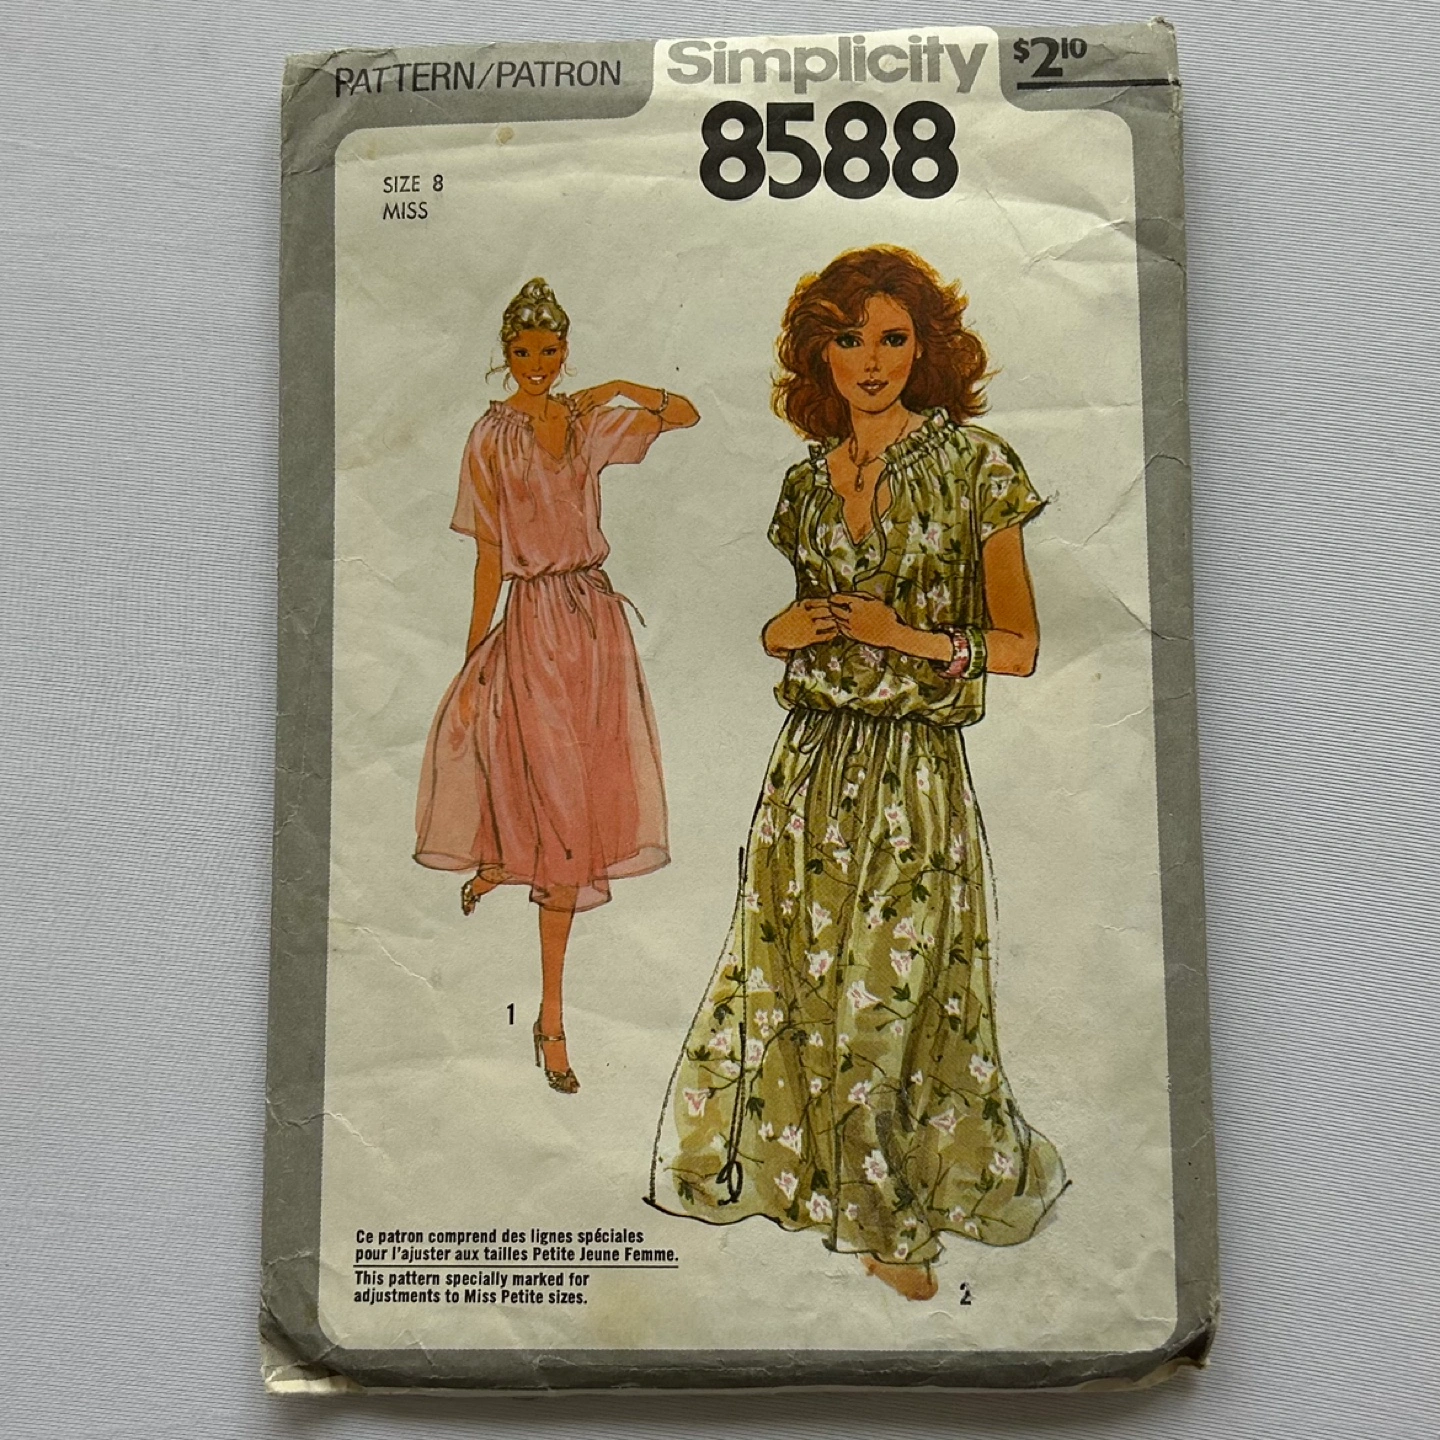 PATTERN/PATRON
Simplicity
$2.10
8588
SIZE 8
MISS
1
2
Ce patron comprend des lignes spéciales
pour l'ajuster aux tailles Petite Jeune Femme.
This pattern specially marked for
adjustments to Miss Petite sizes.